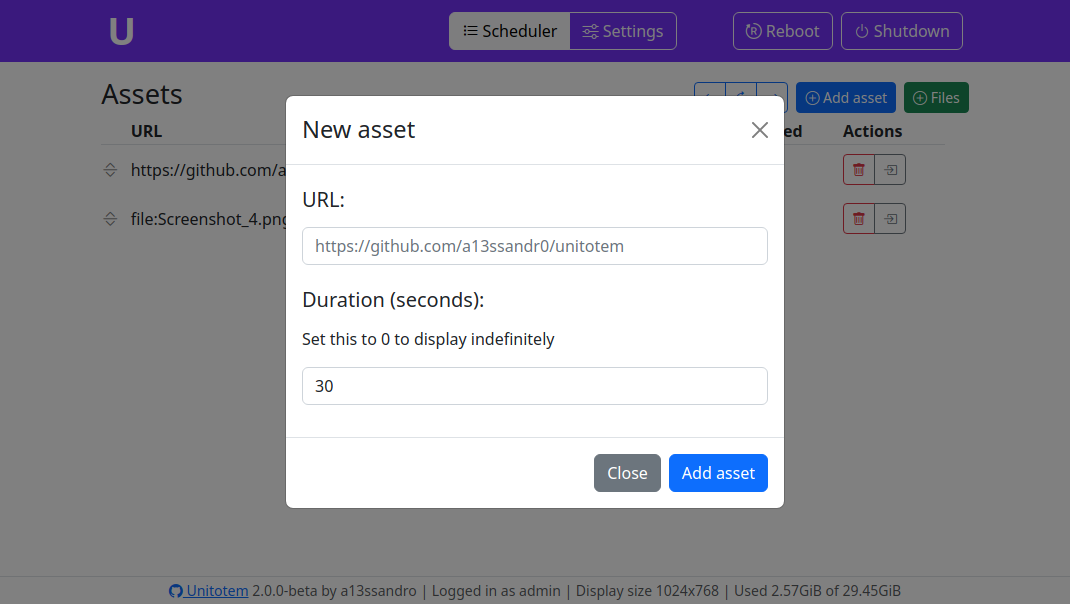 U
Scheduler Settings Reboot Shutdown
Assets
Add asset Files
New asset
URL Actions
https://github.com/a
file:Screenshot_4.png
URL:
https://github.com/a13ssandr0/unitotem
Duration (seconds):
Set this to 0 to display indefinitely
30
Close Add asset
Unitotem 2.0.0-beta by a13ssandro | Logged in as admin | Display size 1024x768 | Used 2.57GiB of 29.45GiB